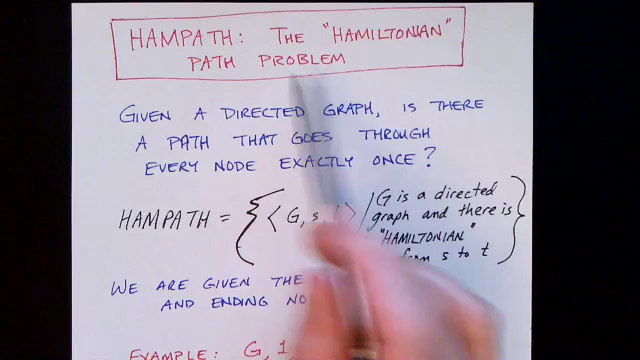 HAMPATH: THE "HAMILTONIAN"
PATH PROBLEM
GIVEN A DIRECTED GRAPH, IS THERE
A PATH THAT GOES THROUGH
EVERY NODE EXACTLY ONCE?
HAMPATH = { ⟨G, s, t⟩ | G is a directed
graph and there is
"HAMILTONIAN
from s to t }
WE ARE GIVEN THE
AND ENDING
EXAMPLE: G, 1